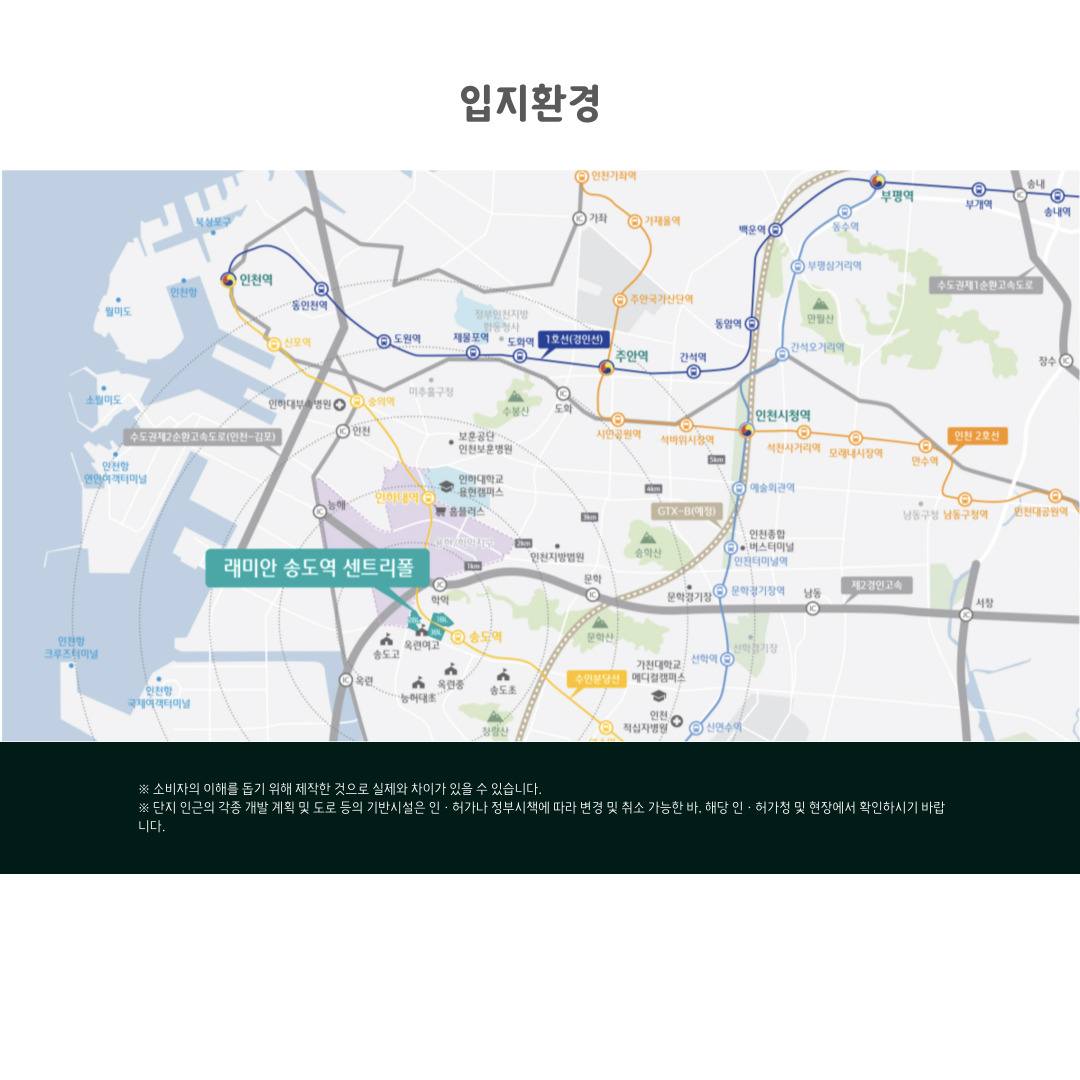 입지환경
인천가좌역
부평역
송내
부개역
송내역
가좌
가재울역
동수역
백운역
북성포구
부평삼거리역
인천역
수도권제1순환고속도로
인천항
동인천역
월미도
주안국가산단역
만월산
정부인천지방
합동청사
동암역
도원역
제물포역
도화역
1호선(경인선)
신포역
주안역
간석역
간석오거리역
장수
미추홀구청
소월미도
인하대부속병원
숭의역
수봉산
도화
인천시청역
수도권제2순환고속도로(인천-김포)
인천
시민공원역
석바위시장역
석천사거리역
모래내시장역
인천 2호선
만수역
보훈공단
인천보훈병원
인천항
연안여객터미널
5km
인하대학교
용현캠퍼스
인하대역
4km
예술회관역
능해
홈플러스
GTX-B(예정)
남동구청
남동구청역
인천대공원역
3km
승학산
인천종합
버스터미널
용현/학익지구
2km
인천지방법원
인천터미널역
래미안 송도역 센트리폴
1km
문학
제2경인고속
학익
문학경기장
문학경기장역
남동
서창
2BL
1BL
3BL
송도역
문학산
인천항
크루즈터미널
송도고
옥련여고
선학경기장
선학역
가천대학교
메디컬캠퍼스
옥련
옥련중
송도초
수인분당선
인천항
국제여객터미널
능허대초
청량산
인천
적십자병원
신연수역
※ 소비자의 이해를 돕기 위해 제작한 것으로 실제와 차이가 있을 수 있습니다.
※ 단지 인근의 각종 개발 계획 및 도로 등의 기반시설은 인ㆍ허가나 정부시책에 따라 변경 및 취소 가능한 바, 해당 인ㆍ허가청 및 현장에서 확인하시기 바랍
니다.